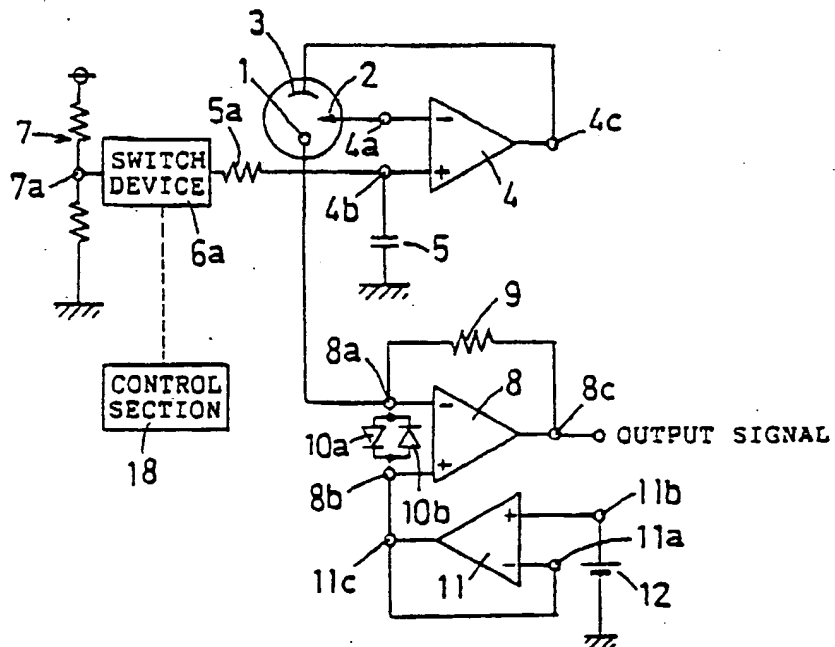 3
1
2
7
5a
4a
4c
SWITCH
DEVICE
7a
4b
4
6a
5
9
8a
8
8c
CONTROL
SECTION
10a
OUTPUT SIGNAL
18
8b
10b
11b
11a
11c
11
12